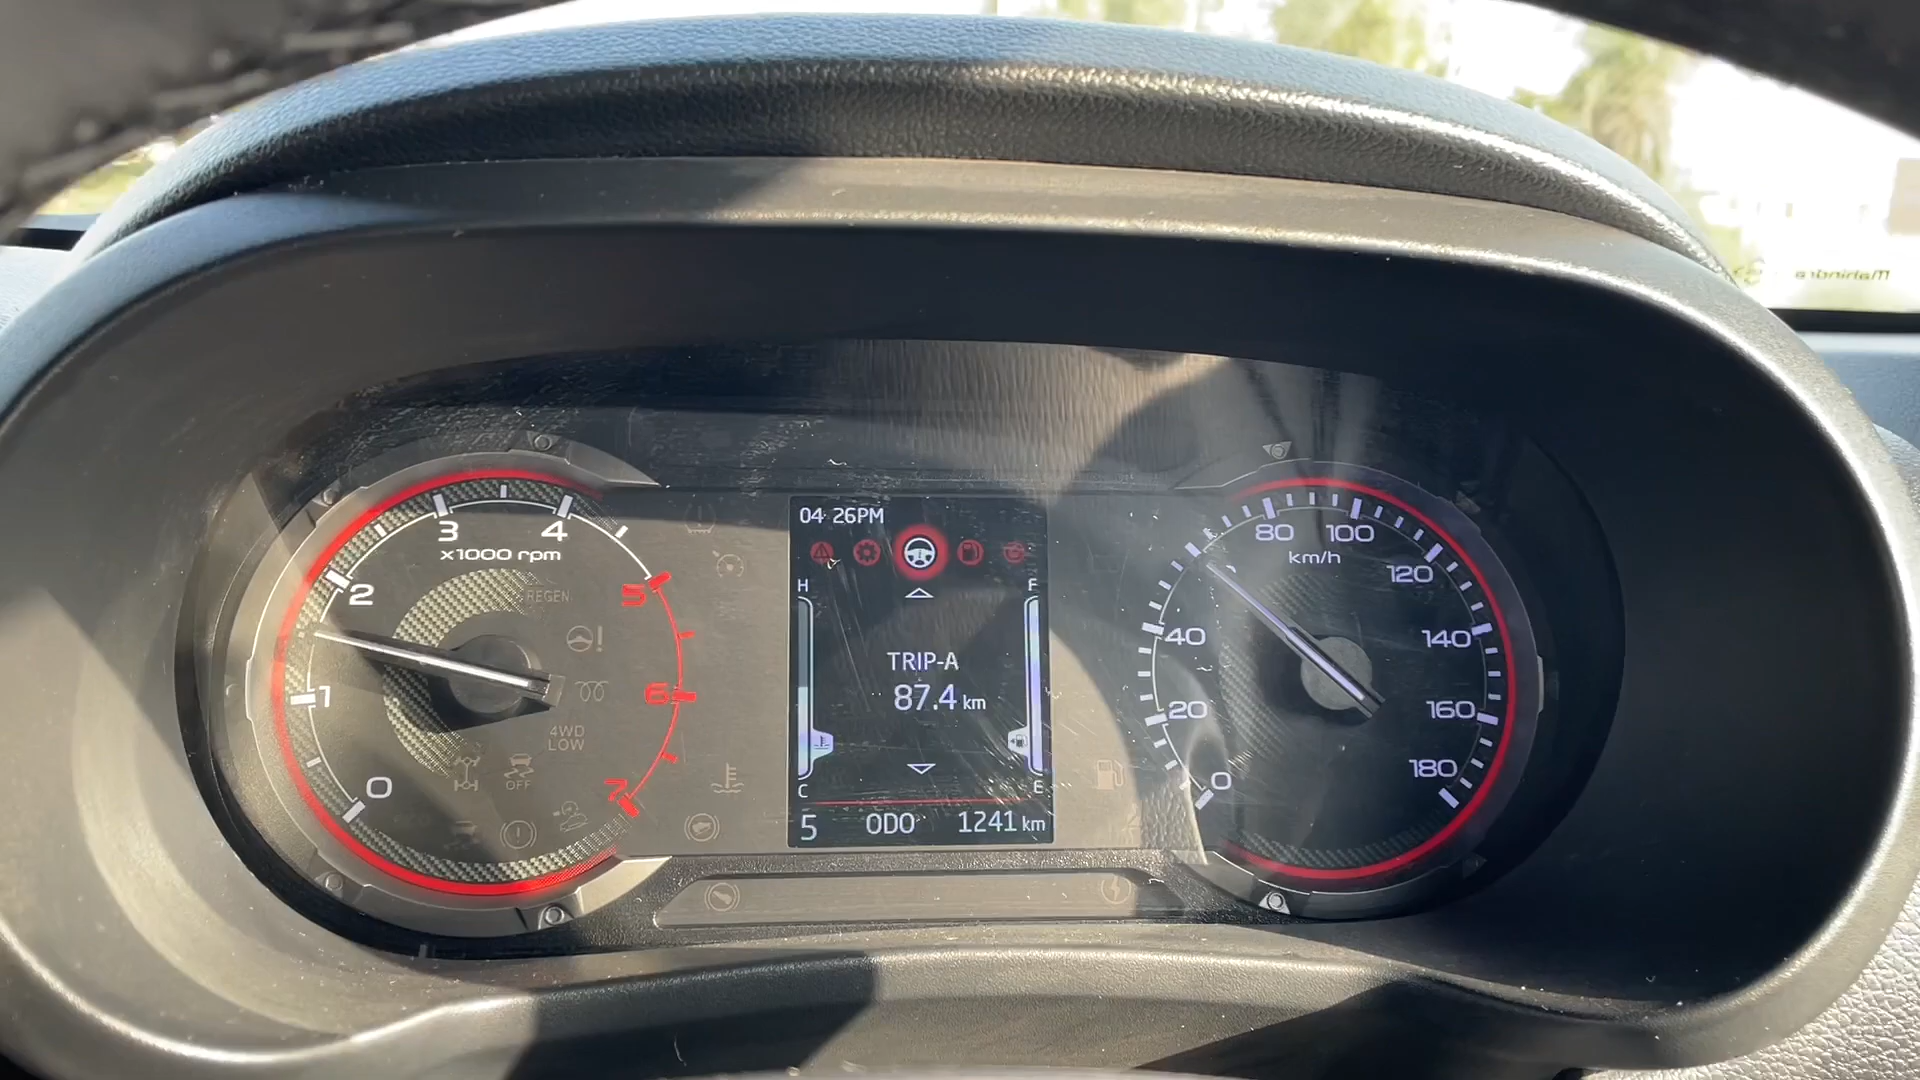 3 4
x1000 rpm
2
5
REGEN
1
6
4WD
LOW
OFF
0
7
04:26PM
H F
TRIP-A
87.4 km
C E
5 ODO 1241 km
80 100
km/h
120
40 140
20 160
0 180